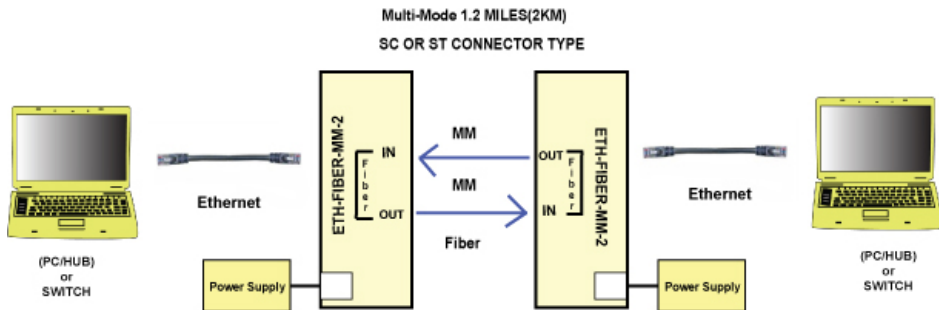 Multi-Mode 1.2 MILES(2KM)
SC OR ST CONNECTOR TYPE
ETH-FIBER-MM-2
Fiber
IN
OUT
MM
MM
Fiber
OUT
IN
Fiber
ETH-FIBER-MM-2
Ethernet
Ethernet
(PC/HUB)
or
SWITCH
Power Supply
Power Supply
(PC/HUB)
or
SWITCH